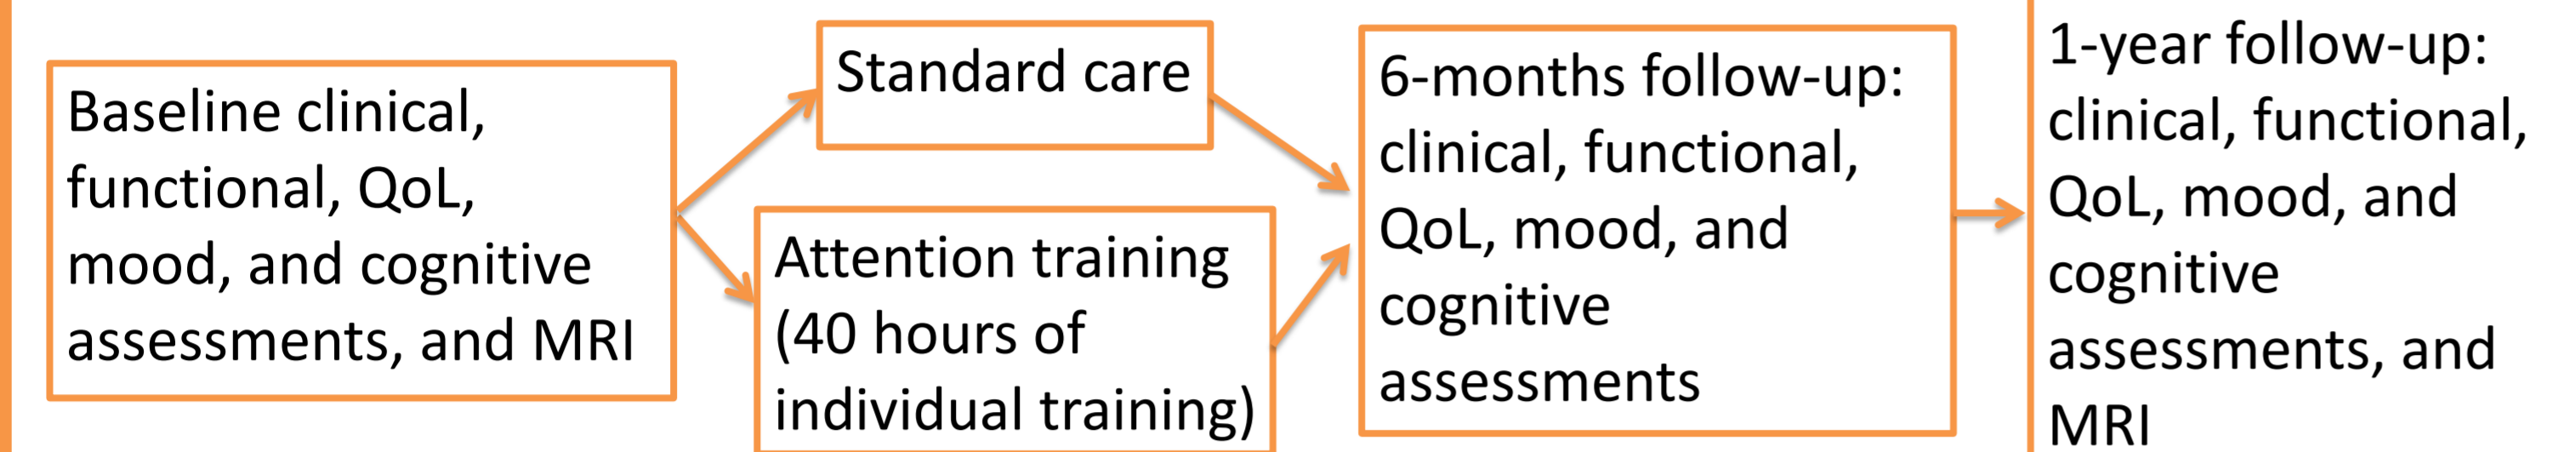 Baseline clinical,
functional, QoL,
mood, and cognitive
assessments, and MRI
Standard care
Attention training
(40 hours of
individual training)
6-months follow-up:
clinical, functional,
QoL, mood, and
cognitive
assessments
1-year follow-up:
clinical, functional,
QoL, mood, and
cognitive
assessments, and
MRI